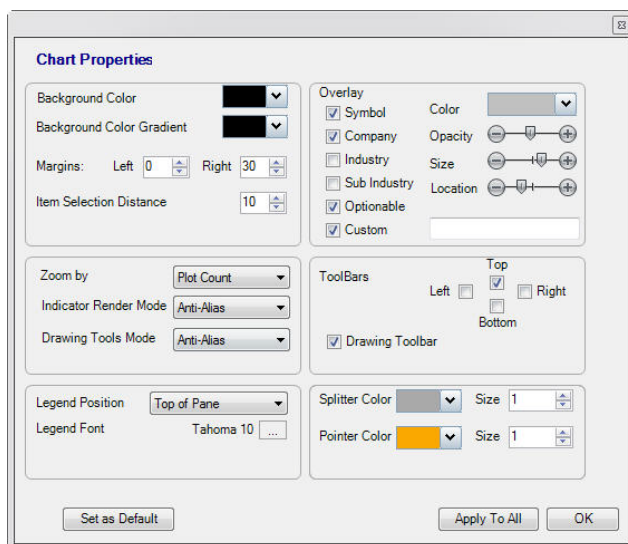 Chart Properties
Background Color
Background Color Gradient
Margins: Left 0 Right 30
Item Selection Distance 10
Overlay
Symbol
Company
Industry
Sub Industry
Optionable
Custom
Color
Opacity
Size
Location
Zoom by Plot Count
Indicator Render Mode Anti-Alias
Drawing Tools Mode Anti-Alias
ToolBars
Top
Left Right
Bottom
Drawing Toolbar
Legend Position Top of Pane
Legend Font Tahoma 10 ...
Splitter Color Size 1
Pointer Color Size 1
Set as Default Apply To All OK